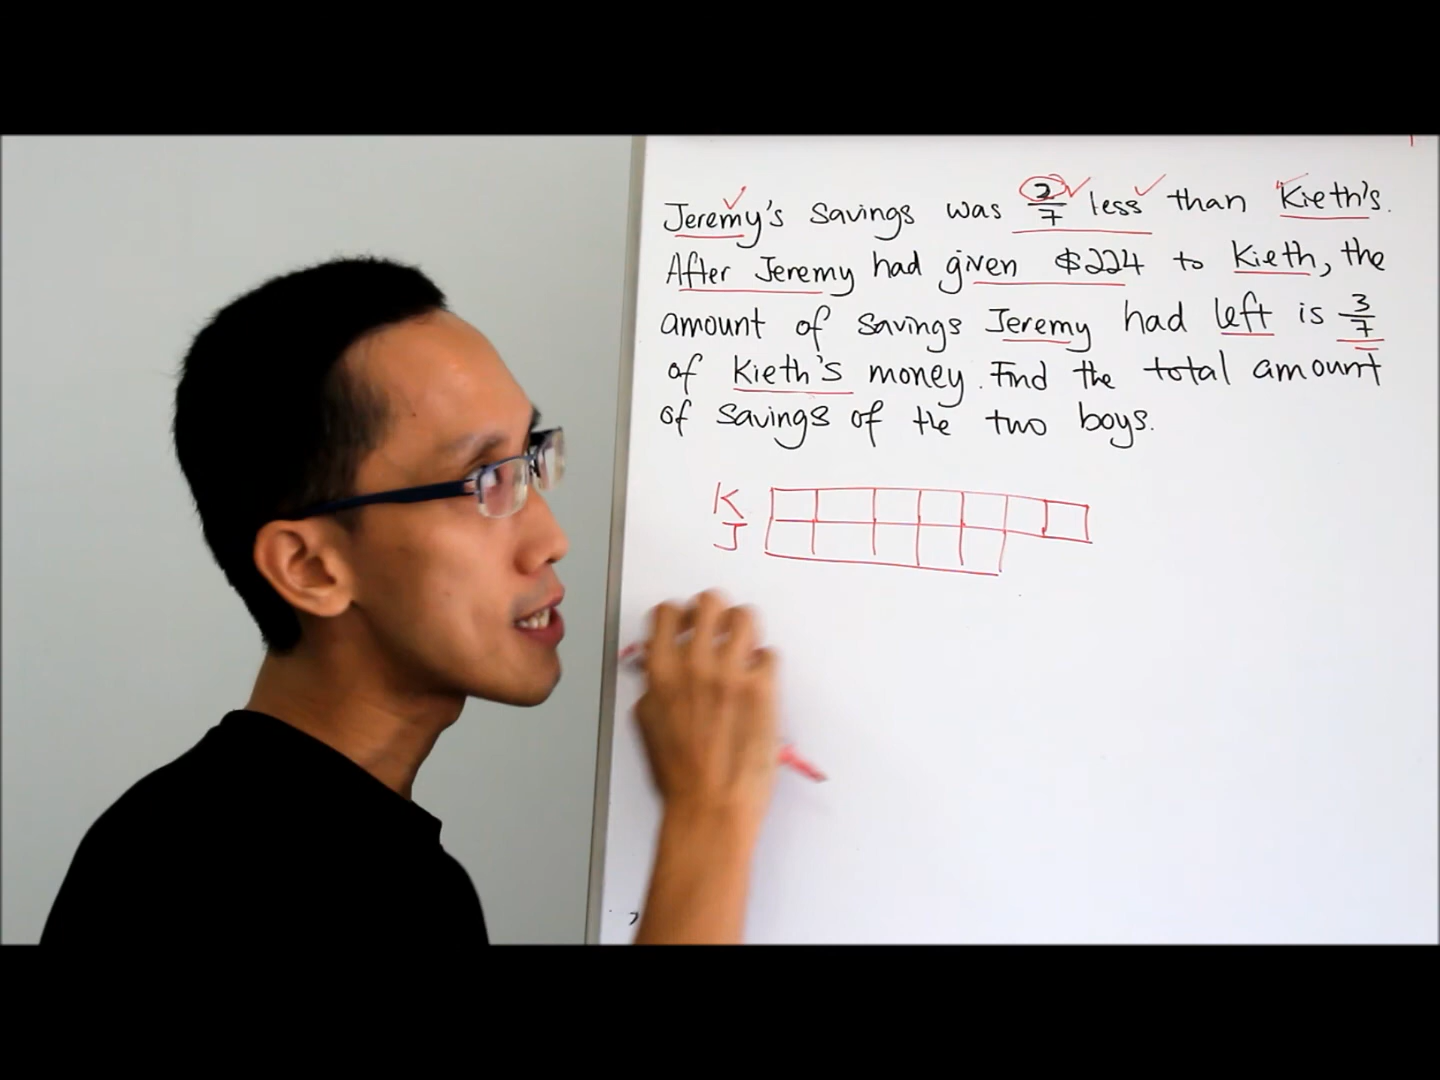 Jeremy's savings was 2/7 less than Kieth's.
After Jeremy had given $224 to Kieth, the
amount of savings Jeremy had left is 3/7
of Kieth's money. Find the total amount
of savings of the two boys.
K
J